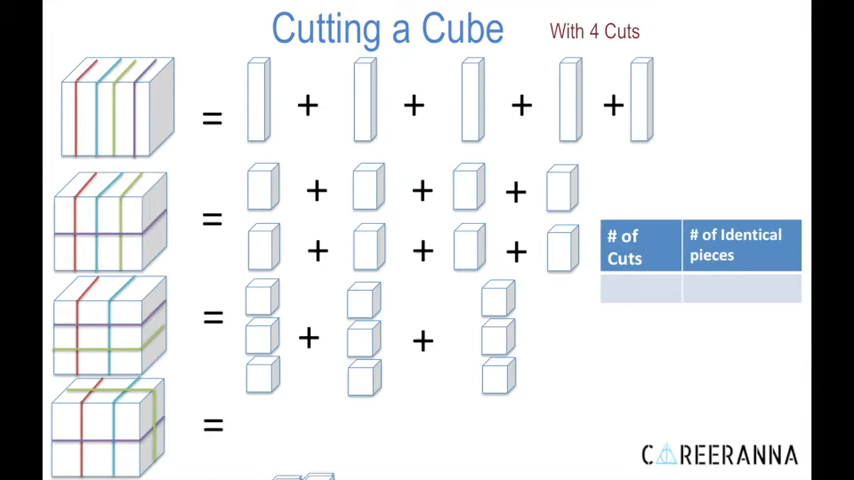 Cutting a Cube
With 4 Cuts
= + + + +
= + + +
+ + +
= + +
=
# of Cuts
# of Identical pieces
CAREERANNA